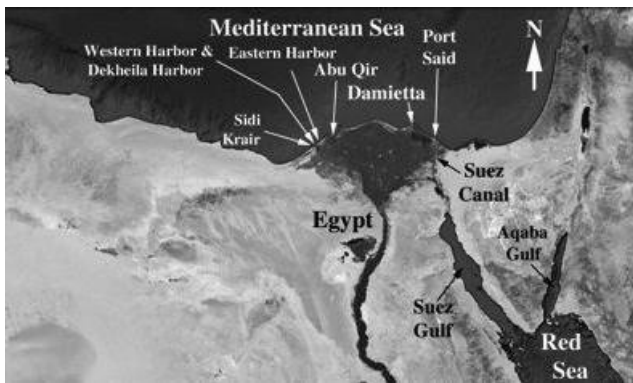 Mediterranean Sea
N
Western Harbor &
Dekheila Harbor
Eastern Harbor
Port
Said
Abu Qir
Damietta
Sidi
Krair
Suez
Canal
Egypt
Aqaba
Gulf
Suez
Gulf
Red
Sea